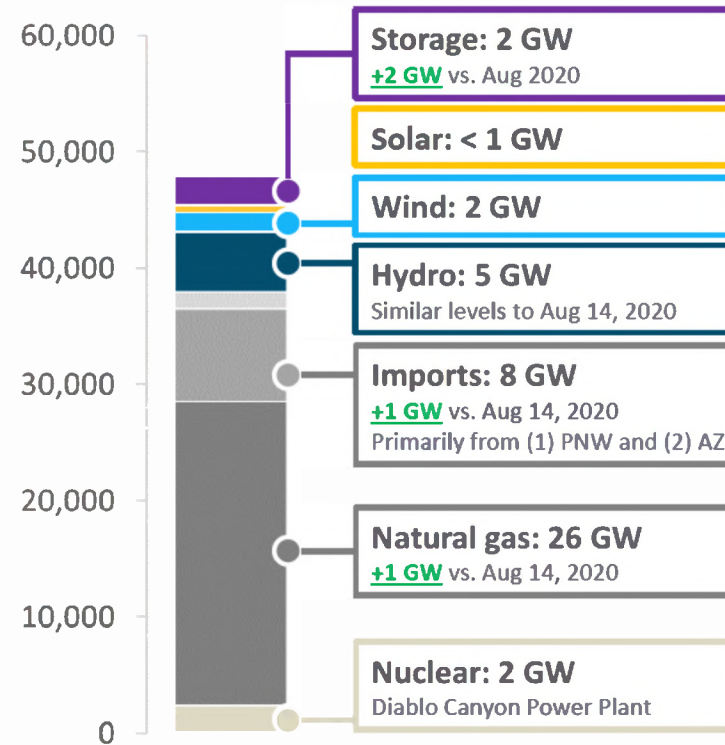 60,000
50,000
40,000
30,000
20,000
10,000
0
Storage: 2 GW
+2 GW vs. Aug 2020
Solar: < 1 GW
Wind: 2 GW
Hydro: 5 GW
Similar levels to Aug 14, 2020
Imports: 8 GW
+1 GW vs. Aug 14, 2020
Primarily from (1) PNW and (2) AZ
Natural gas: 26 GW
+1 GW vs. Aug 14, 2020
Nuclear: 2 GW
Diablo Canyon Power Plant